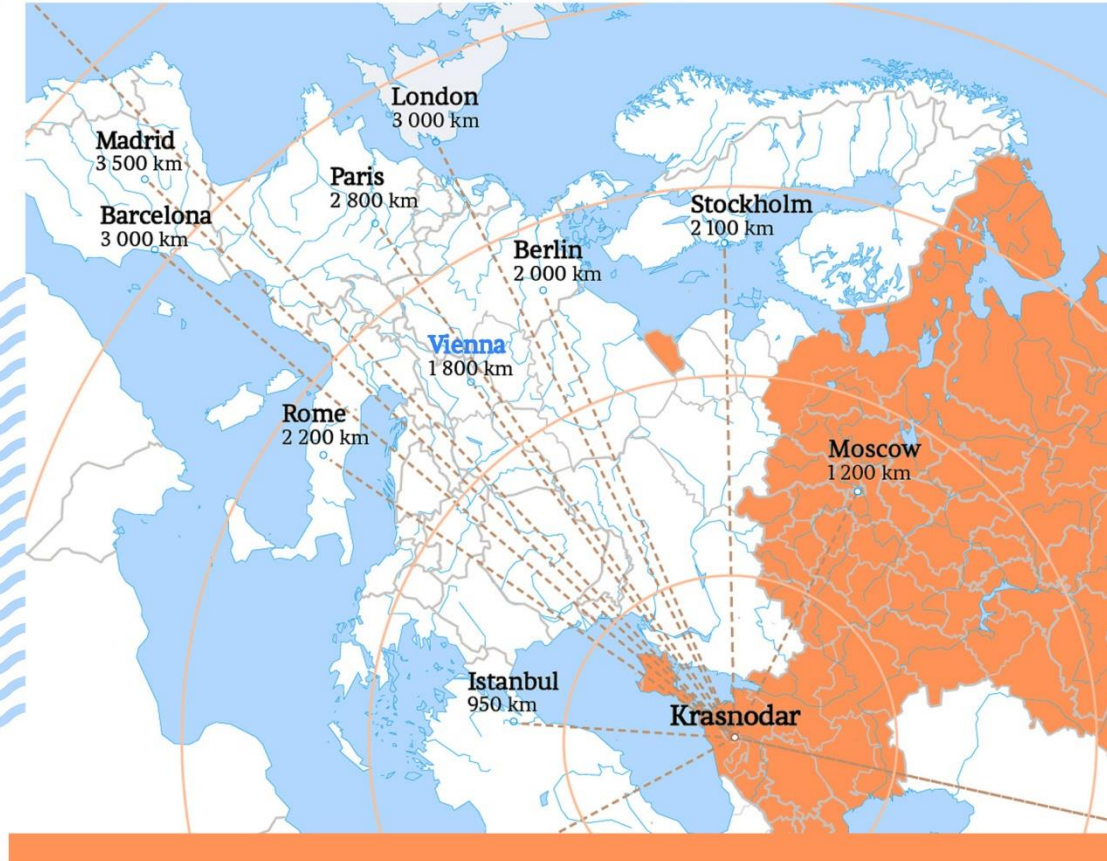 London
3 000 km
Madrid
3 500 km
Paris
2 800 km
Stockholm
2 100 km
Barcelona
3 000 km
Berlin
2 000 km
Vienna
1 800 km
Rome
2 200 km
Moscow
1 200 km
Istanbul
950 km
Krasnodar